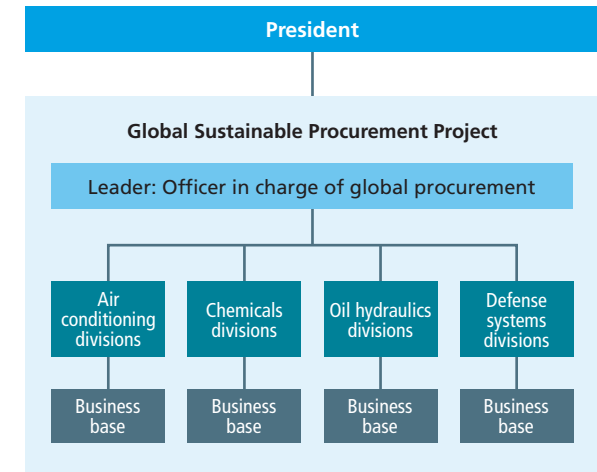 President
Global Sustainable Procurement Project
Leader: Officer in charge of global procurement
Air
conditioning
divisions
Chemicals
divisions
Oil hydraulics
divisions
Defense
systems
divisions
Business
base
Business
base
Business
base
Business
base